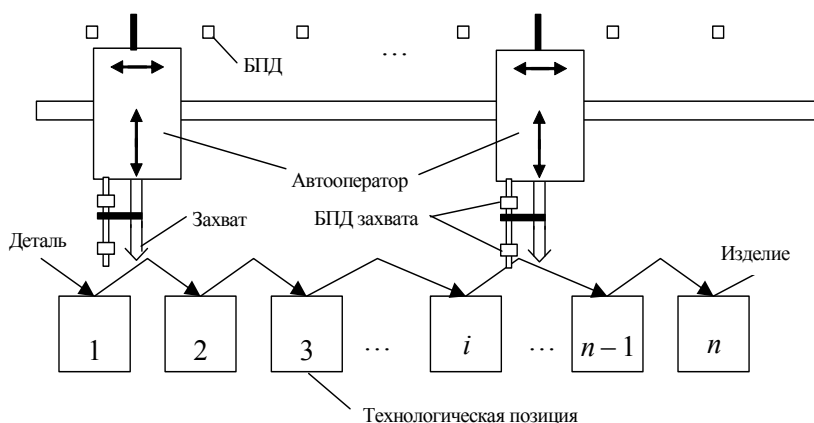 БПД
…
Автооператор
БПД захвата
Захват
Деталь
Изделие
1
2
3
…
i
…
n – 1
n
Технологическая позиция